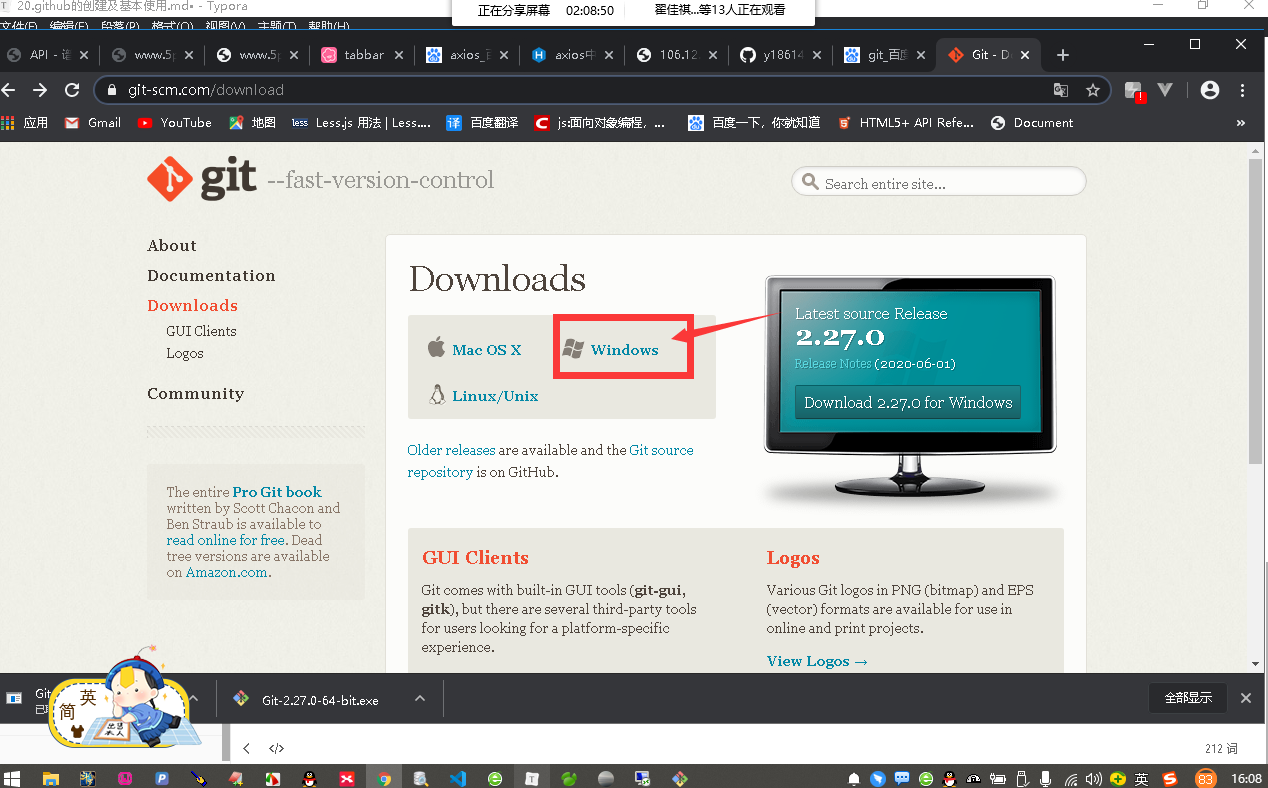 20.github的创建及基本使用.md• - Typora
正在分享屏幕 02:08:50 翟佳祺...等13人正在观看
文件(F) 编辑(E) 段落(P) 格式(O) 视图(V) 主题(T) 帮助(H)
API - 语 www.5 www.5 tabbar axios_百 axios中 106.12. y18614 git_百度 Git - D
git-scm.com/download
应用 Gmail YouTube 地图 less Less.js 用法 | Less.... 译 百度翻译 js:面向对象编程，... 百度一下，你就知道 HTML5+ API Refe... Document »
git --fast-version-control
Search entire site...
About
Documentation
Downloads
GUI Clients
Logos
Community
The entire Pro Git book
written by Scott Chacon and
Ben Straub is available to
read online for free. Dead
tree versions are available
on Amazon.com.
Downloads
Mac OS X Windows
Linux/Unix
Older releases are available and the Git source
repository is on GitHub.
Latest source Release
2.27.0
Release Notes (2020-06-01)
Download 2.27.0 for Windows
GUI Clients
Git comes with built-in GUI tools (git-gui,
gitk), but there are several third-party tools
for users looking for a platform-specific
experience.
Logos
Various Git logos in PNG (bitmap) and EPS
(vector) formats are available for use in
online and print projects.
View Logos →
Git
英
简
Git-2.27.0-64-bit.exe
全部显示
</> 212 词
英 83 16:08